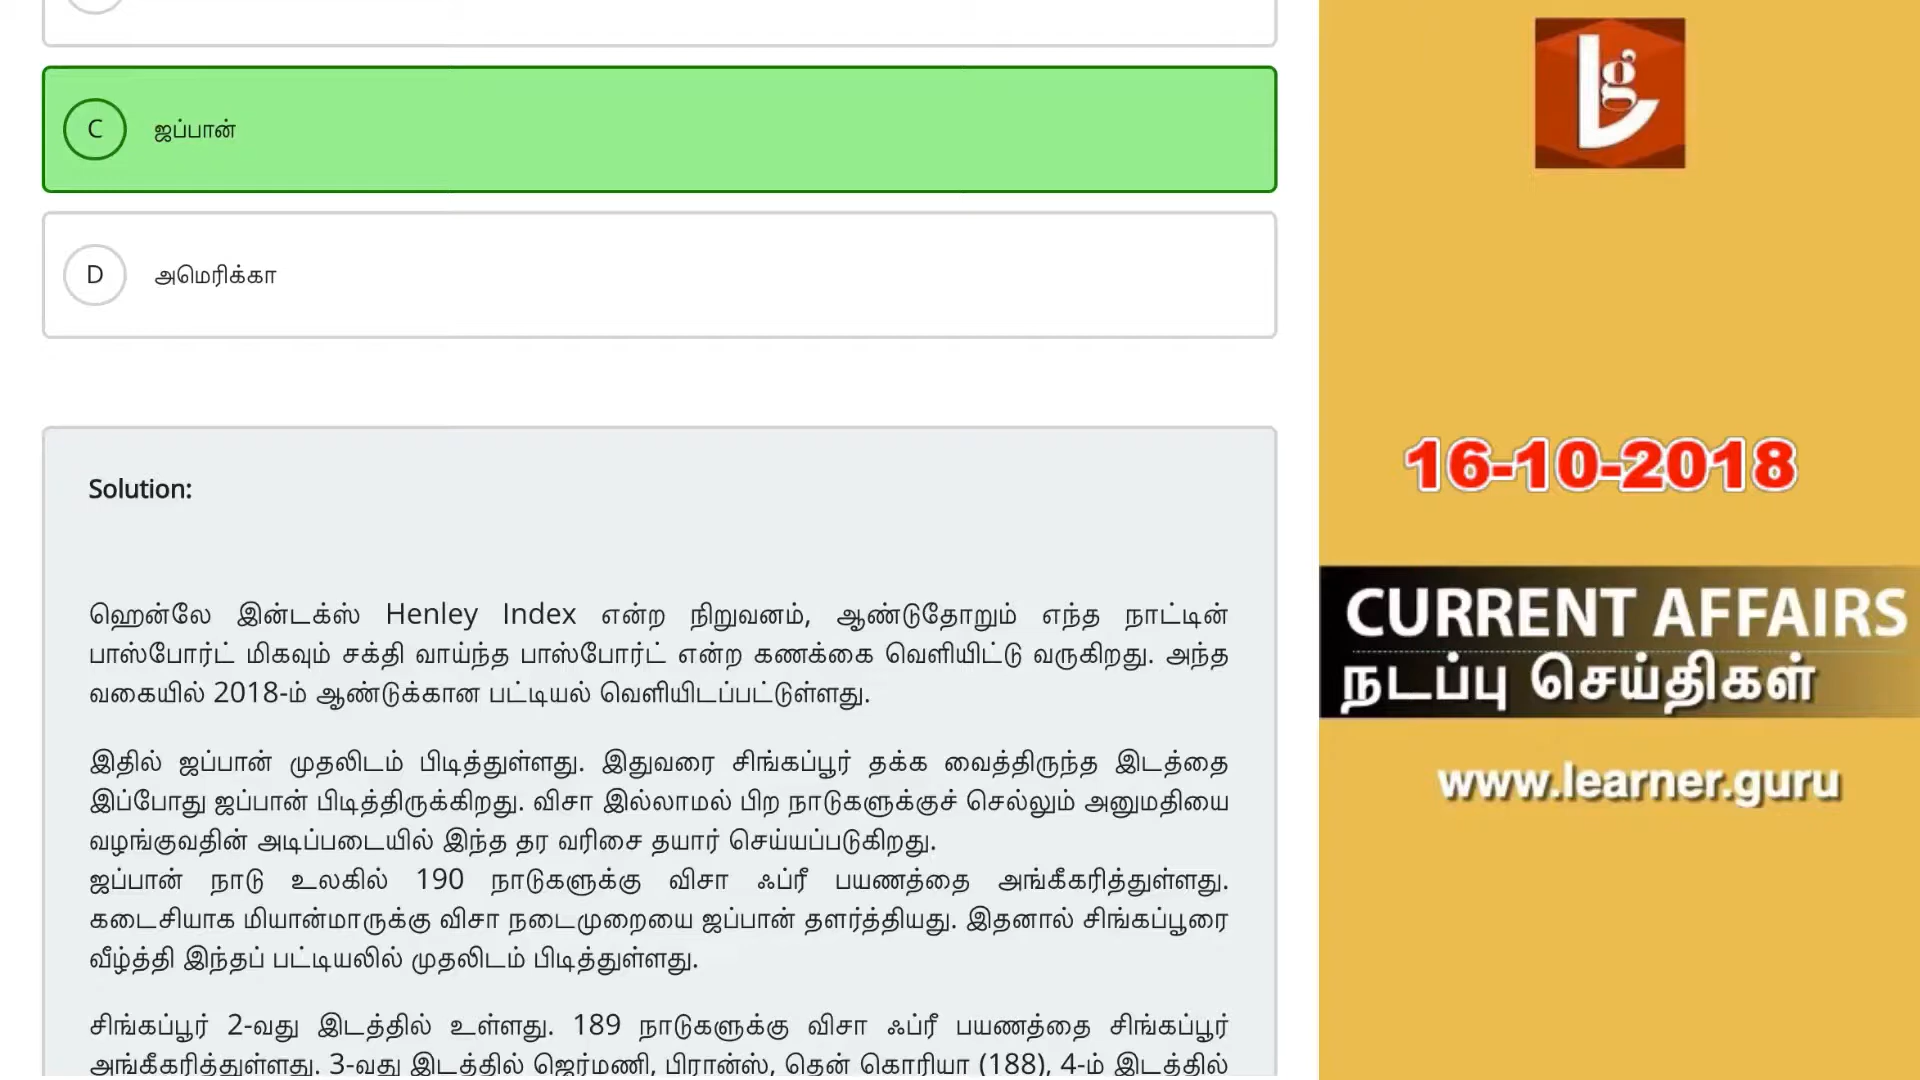 C ஜப்பான்
D அமெரிக்கா
Solution:
ஹென்லே இன்டக்ஸ் Henley Index என்ற நிறுவனம், ஆண்டுதோறும் எந்த நாட்டின்
பாஸ்போர்ட் மிகவும் சக்தி வாய்ந்த பாஸ்போர்ட் என்ற கணக்கை வெளியிட்டு வருகிறது. அந்த
வகையில் 2018-ம் ஆண்டுக்கான பட்டியல் வெளியிடப்பட்டுள்ளது.
இதில் ஜப்பான் முதலிடம் பிடித்துள்ளது. இதுவரை சிங்கப்பூர் தக்க வைத்திருந்த இடத்தை
இப்போது ஜப்பான் பிடித்திருக்கிறது. விசா இல்லாமல் பிற நாடுகளுக்குச் செல்லும் அனுமதியை
வழங்குவதின் அடிப்படையில் இந்த தர வரிசை தயார் செய்யப்படுகிறது.
ஜப்பான் நாடு உலகில் 190 நாடுகளுக்கு விசா ஃப்ரீ பயணத்தை அங்கீகரித்துள்ளது.
கடைசியாக மியான்மாருக்கு விசா நடைமுறையை ஜப்பான் தளர்த்தியது. இதனால் சிங்கப்பூரை
வீழ்த்தி இந்தப் பட்டியலில் முதலிடம் பிடித்துள்ளது.
சிங்கப்பூர் 2-வது இடத்தில் உள்ளது. 189 நாடுகளுக்கு விசா ஃப்ரீ பயணத்தை சிங்கப்பூர்
அங்கீகரித்துள்ளது. 3-வது இடத்தில் ஜெர்மணி, பிரான்ஸ், தென் கொரியா (188), 4-ம் இடத்தில்
Lg
16-10-2018
CURRENT AFFAIRS
நடப்பு செய்திகள்
www.learner.guru